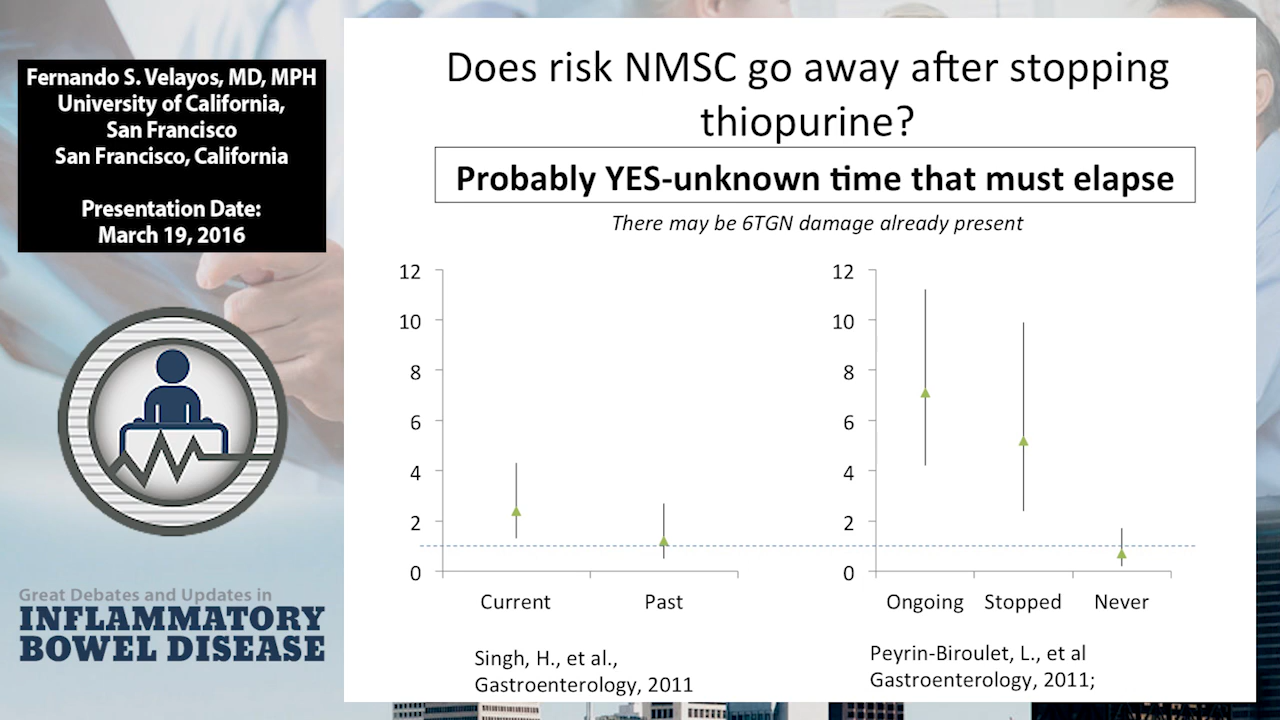 Fernando S. Velayos, MD, MPH
University of California,
San Francisco
San Francisco, California
Presentation Date:
March 19, 2016
Great Debates and Updates in
INFLAMMATORY
BOWEL DISEASE
Does risk NMSC go away after stopping
thiopurine?
Probably YES-unknown time that must elapse
There may be 6TGN damage already present
12
10
8
6
4
2
0
Current Past
Singh, H., et al.,
Gastroenterology, 2011
12
10
8
6
4
2
0
Ongoing Stopped Never
Peyrin-Biroulet, L., et al
Gastroenterology, 2011;